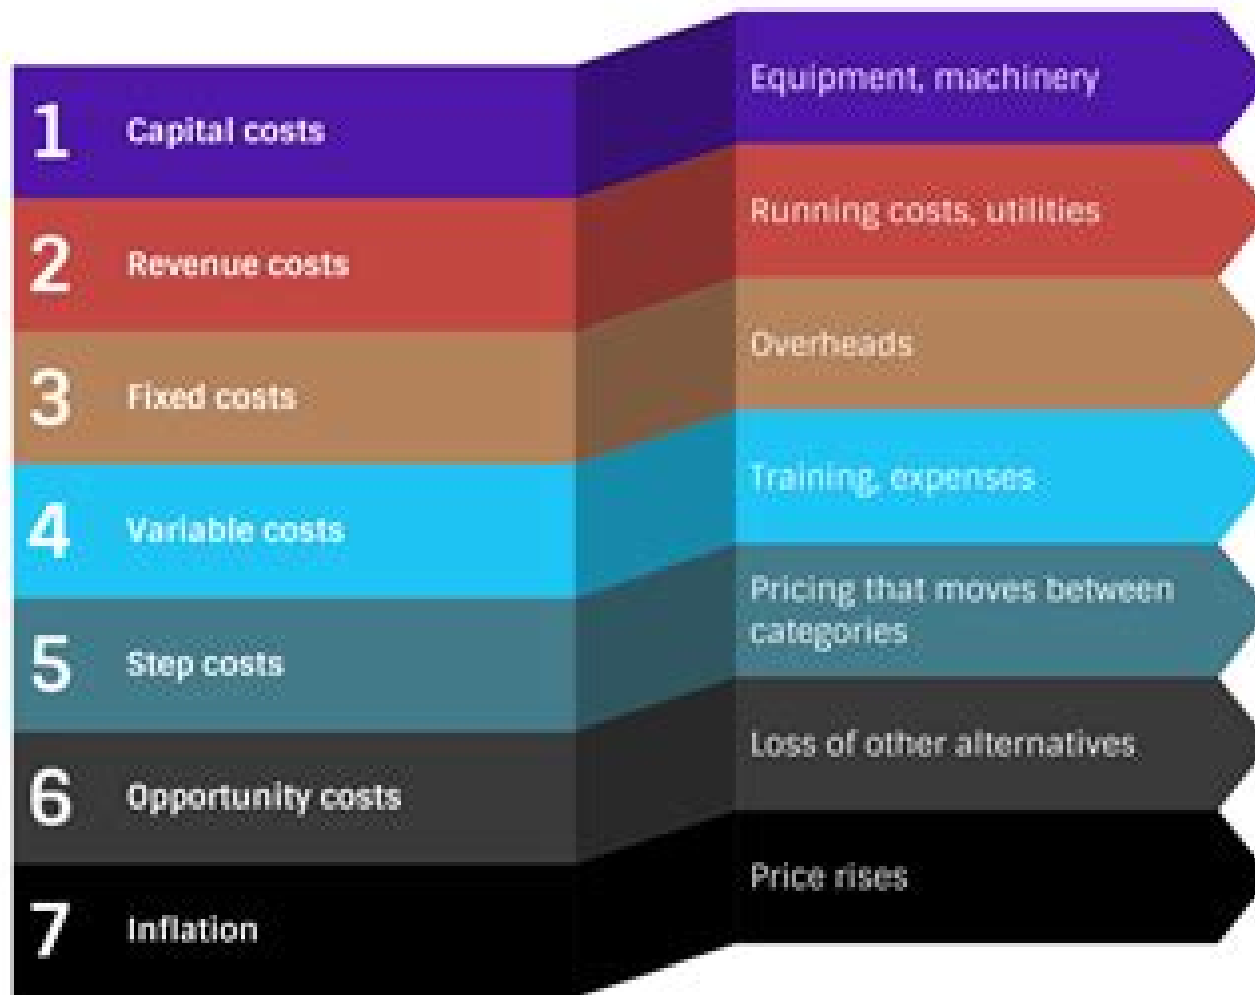 1 Capital costs
Equipment, machinery
2 Revenue costs
Running costs, utilities
3 Fixed costs
Overheads
4 Variable costs
Training, expenses
5 Step costs
Pricing that moves between
categories
6 Opportunity costs
Loss of other alternatives
7 Inflation
Price rises